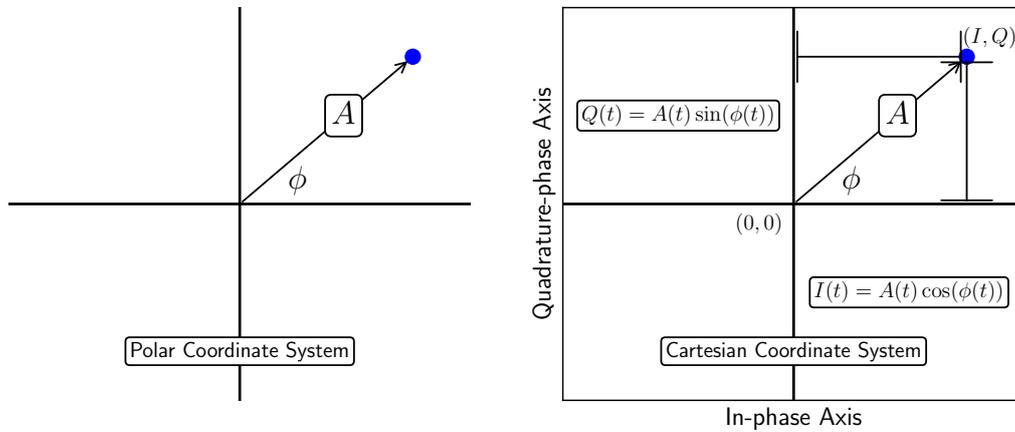 A
ϕ
Polar Coordinate System
Quadrature-phase Axis
(I, Q)
Q(t) = A(t) sin(ϕ(t))
A
ϕ
(0, 0)
I(t) = A(t) cos(ϕ(t))
Cartesian Coordinate System
In-phase Axis